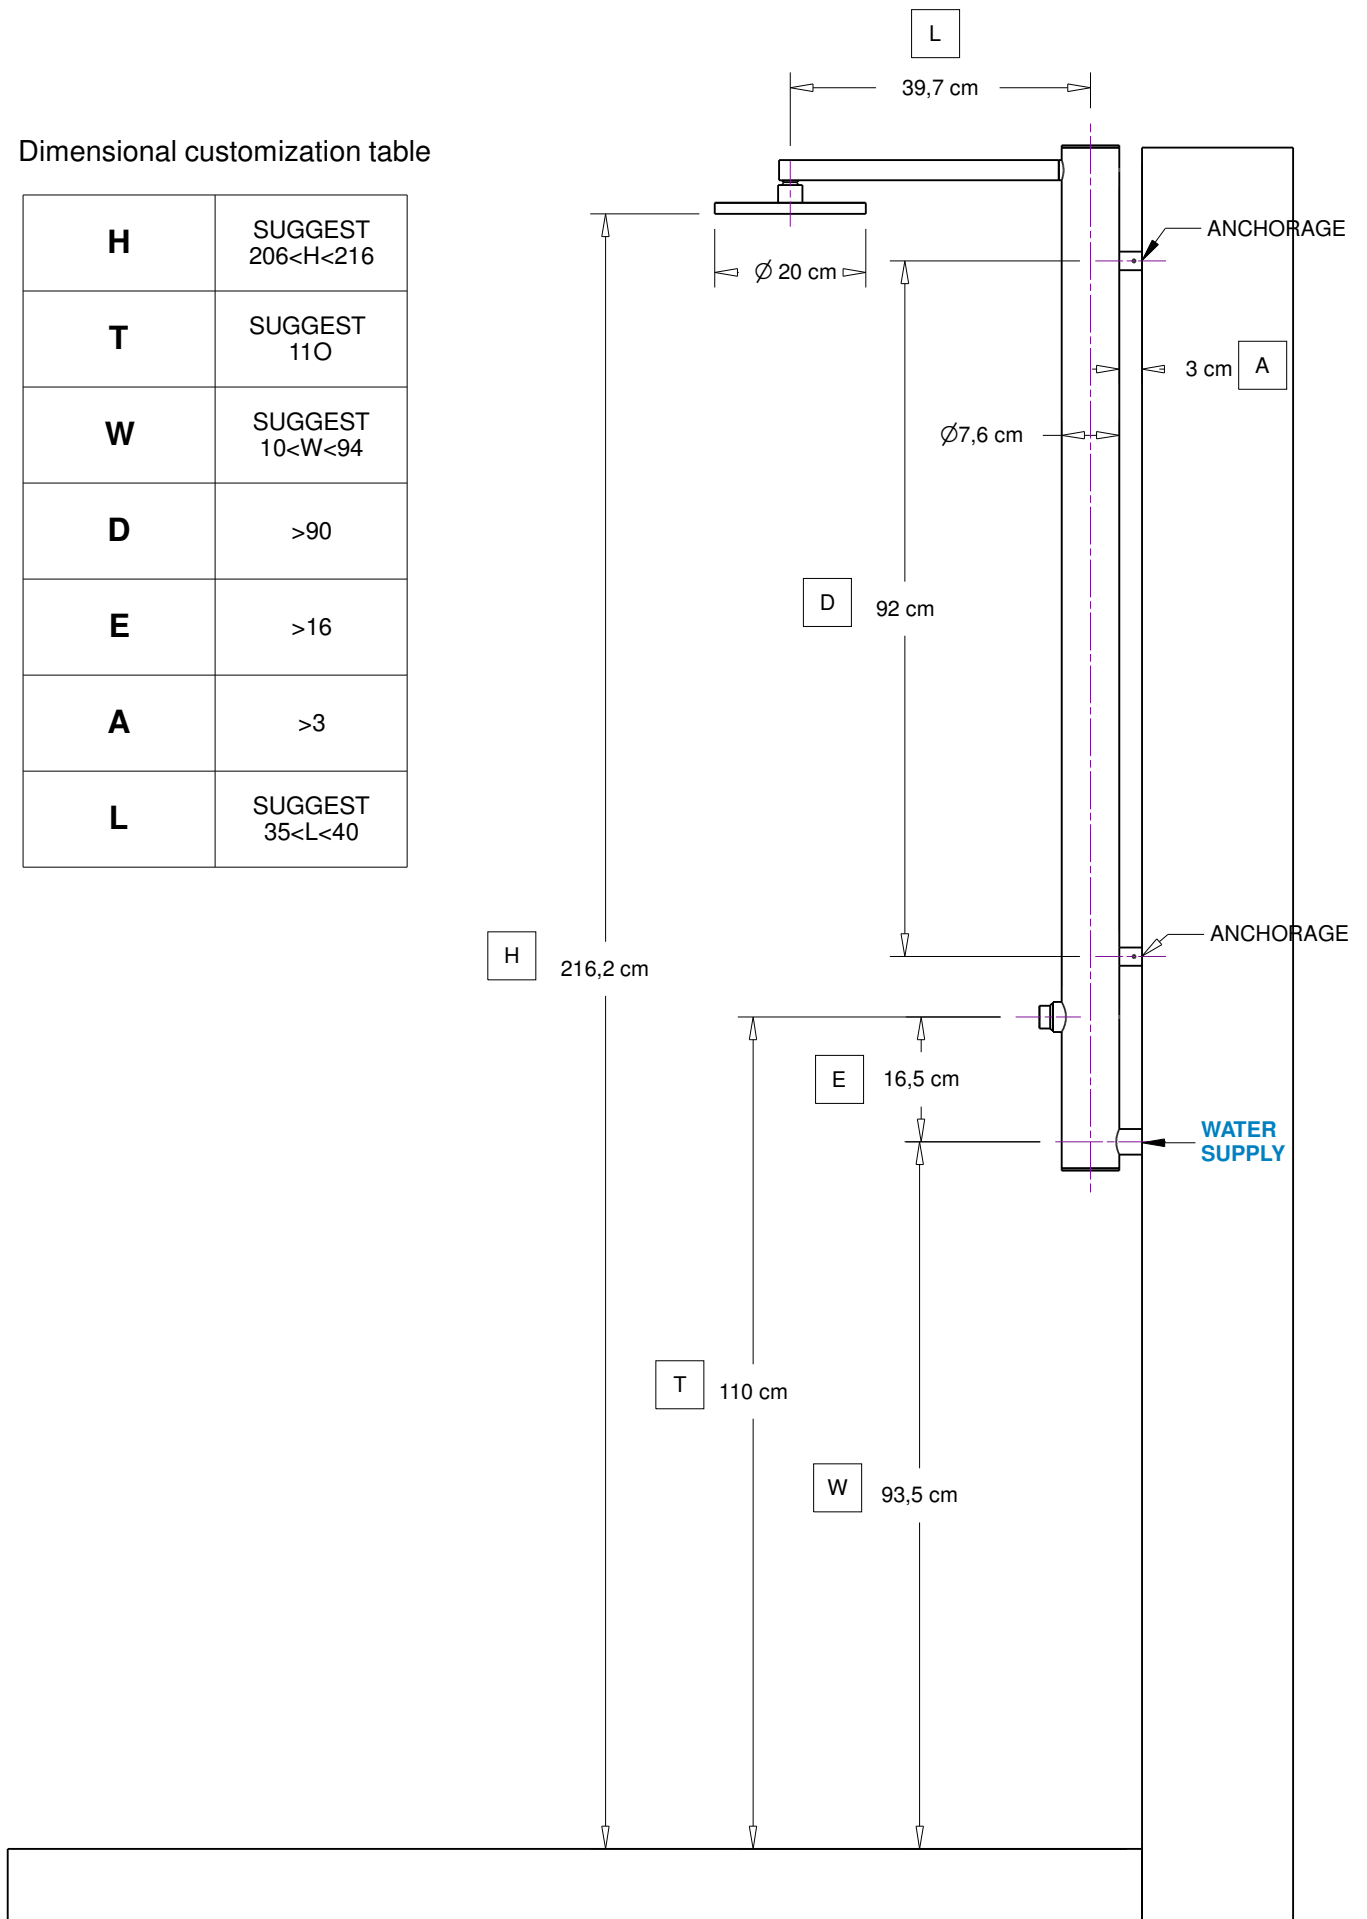 L
39,7 cm
Dimensional customization table
H
SUGGEST
206<H<216
T
SUGGEST
11O
W
SUGGEST
10<W<94
D
>90
E
>16
A
>3
L
SUGGEST
35<L<40
ANCHORAGE
Ø 20 cm
3 cm
A
Ø7,6 cm
D
92 cm
ANCHORAGE
H
216,2 cm
E
16,5 cm
WATER
SUPPLY
T
110 cm
W
93,5 cm